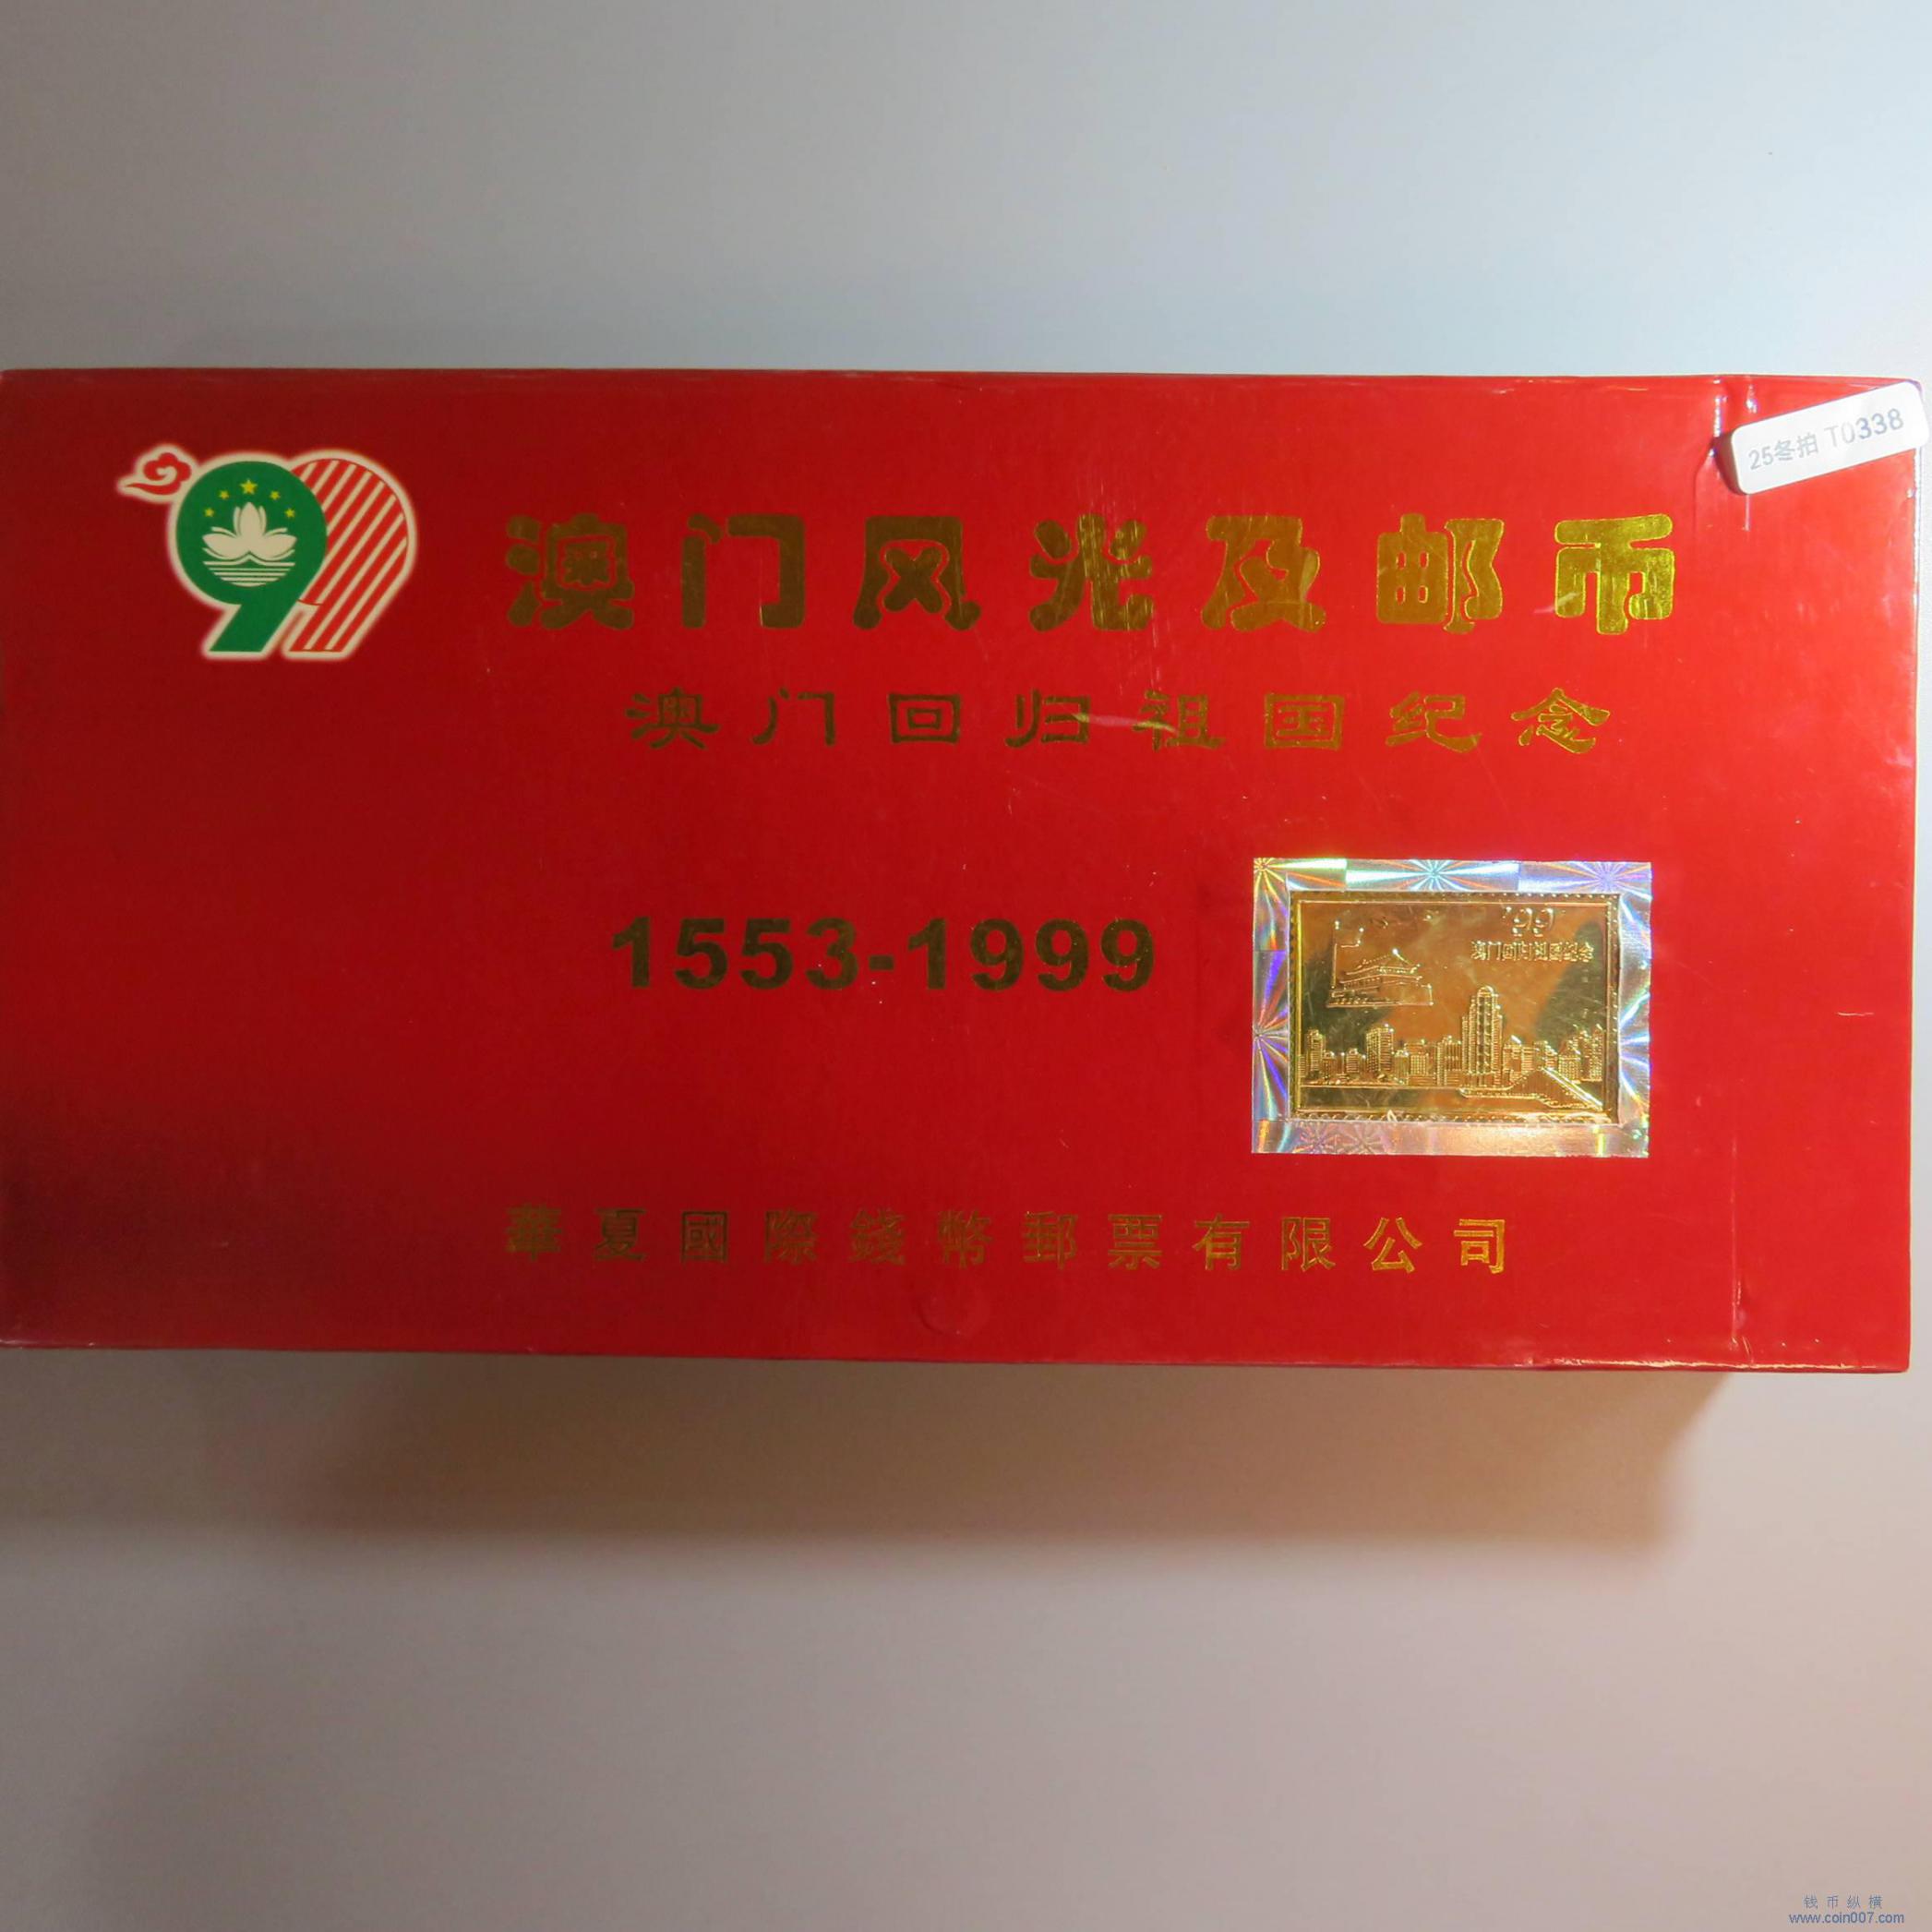 25冬拍 T0338
99
澳门风光及邮币
澳门回归祖国纪念
1553-1999
'99
澳门回归祖国纪念
華夏國際錢幣郵票有限公司
钱币纵横
www.coin007.com